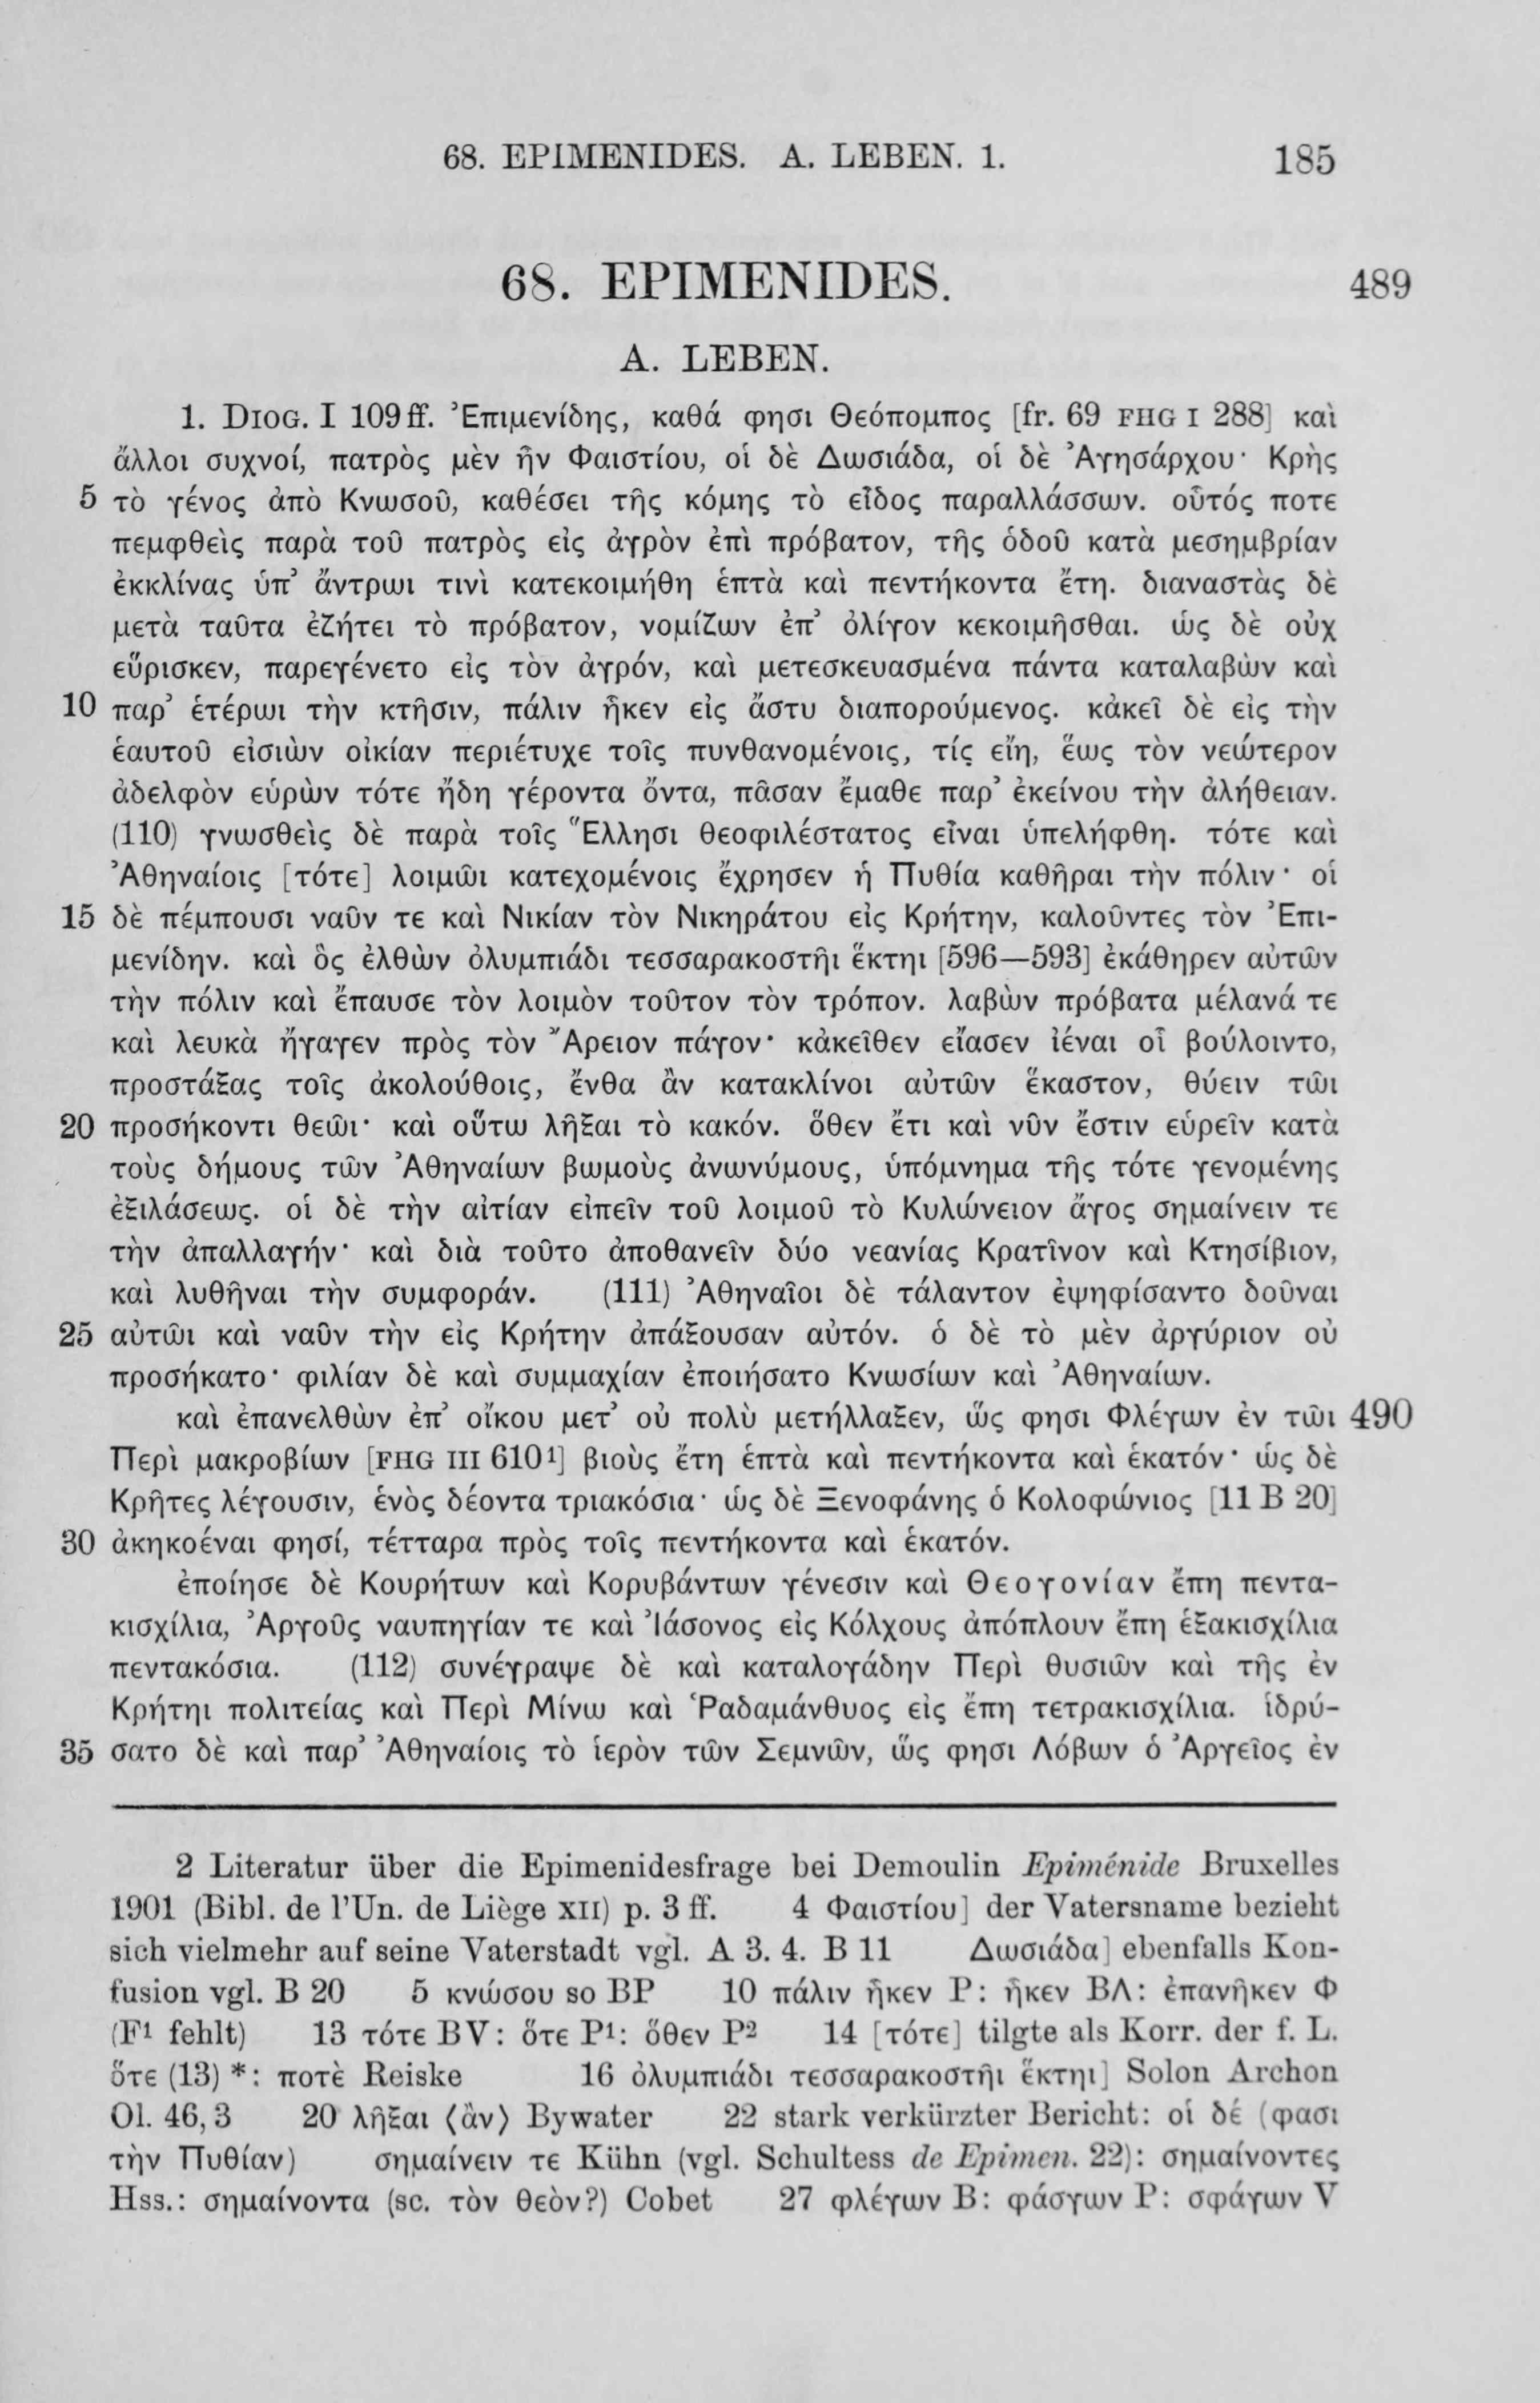 68. EPIMENIDES. A. LEBEN. 1. 185
68. EPIMENIDES. 489
A. LEBEN.
1. DIOG. I 109 ff. Ἐπιμενίδης, καθά φησι Θεόπομπος [fr. 69 FHG I 288] καὶ
ἄλλοι συχνοί, πατρὸς μὲν ἦν Φαιστίου, οἱ δὲ Δωσιάδα, οἱ δὲ Ἀγησάρχου· Κρὴς
5 τὸ γένος ἀπὸ Κνωσοῦ, καθέσει τῆς κόμης τὸ εἶδος παραλλάσσων. οὗτός ποτε
πεμφθεὶς παρὰ τοῦ πατρὸς εἰς ἀγρὸν ἐπὶ πρόβατον, τῆς ὁδοῦ κατὰ μεσημβρίαν
ἐκκλίνας ὑπ’ ἄντρωι τινὶ κατεκοιμήθη ἑπτὰ καὶ πεντήκοντα ἔτη. διαναστὰς δὲ
μετὰ ταῦτα ἐζήτει τὸ πρόβατον, νομίζων ἐπ’ ὀλίγον κεκοιμῆσθαι. ὡς δὲ οὐχ
εὕρισκεν, παρεγένετο εἰς τὸν ἀγρόν, καὶ μετεσκευασμένα πάντα καταλαβὼν καὶ
10 παρ’ ἑτέρωι τὴν κτῆσιν, πάλιν ἧκεν εἰς ἄστυ διαπορούμενος. κἀκεῖ δὲ εἰς τὴν
ἑαυτοῦ εἰσιὼν οἰκίαν περιέτυχε τοῖς πυνθανομένοις, τίς εἴη, ἕως τὸν νεώτερον
ἀδελφὸν εὑρὼν τότε ἤδη γέροντα ὄντα, πᾶσαν ἔμαθε παρ’ ἐκείνου τὴν ἀλήθειαν.
(110) γνωσθεὶς δὲ παρὰ τοῖς Ἕλλησι θεοφιλέστατος εἶναι ὑπελήφθη. τότε καὶ
Ἀθηναίοις [τότε] λοιμῶι κατεχομένοις ἔχρησεν ἡ Πυθία καθῆραι τὴν πόλιν· οἱ
15 δὲ πέμπουσι ναῦν τε καὶ Νικίαν τὸν Νικηράτου εἰς Κρήτην, καλοῦντες τὸν Ἐπι-
μενίδην. καὶ ὃς ἐλθὼν ὀλυμπιάδι τεσσαρακοστῆι ἕκτηι [596—593] ἐκάθηρεν αὐτῶν
τὴν πόλιν καὶ ἔπαυσε τὸν λοιμὸν τοῦτον τὸν τρόπον. λαβὼν πρόβατα μέλανά τε
καὶ λευκὰ ἤγαγεν πρὸς τὸν Ἄρειον πάγον· κἀκεῖθεν εἴασεν ἰέναι οἷ βούλοιντο,
προστάξας τοῖς ἀκολούθοις, ἔνθα ἂν κατακλίνοι αὐτῶν ἕκαστον, θύειν τῶι
20 προσήκοντι θεῶι· καὶ οὕτω λῆξαι τὸ κακόν. ὅθεν ἔτι καὶ νῦν ἔστιν εὑρεῖν κατὰ
τοὺς δήμους τῶν Ἀθηναίων βωμοὺς ἀνωνύμους, ὑπόμνημα τῆς τότε γενομένης
ἐξιλάσεως. οἱ δὲ τὴν αἰτίαν εἰπεῖν τοῦ λοιμοῦ τὸ Κυλώνειον ἄγος σημαίνειν τε
τὴν ἀπαλλαγήν· καὶ διὰ τοῦτο ἀποθανεῖν δύο νεανίας Κρατῖνον καὶ Κτησίβιον,
καὶ λυθῆναι τὴν συμφοράν. (111) Ἀθηναῖοι δὲ τάλαντον ἐψηφίσαντο δοῦναι
25 αὐτῶι καὶ ναῦν τὴν εἰς Κρήτην ἀπάξουσαν αὐτόν. ὁ δὲ τὸ μὲν ἀργύριον οὐ
προσήκατο· φιλίαν δὲ καὶ συμμαχίαν ἐποιήσατο Κνωσίων καὶ Ἀθηναίων.
καὶ ἐπανελθὼν ἐπ’ οἴκου μετ’ οὐ πολὺ μετήλλαξεν, ὥς φησι Φλέγων ἐν τῶι 490
Περὶ μακροβίων [FHG III 610¹] βιοὺς ἔτη ἑπτὰ καὶ πεντήκοντα καὶ ἑκατόν· ὡς δὲ
Κρῆτες λέγουσιν, ἑνὸς δέοντα τριακόσια· ὡς δὲ Ξενοφάνης ὁ Κολοφώνιος [11 B 20]
30 ἀκηκοέναι φησί, τέτταρα πρὸς τοῖς πεντήκοντα καὶ ἑκατόν.
ἐποίησε δὲ Κουρήτων καὶ Κορυβάντων γένεσιν καὶ Θεογονίαν ἔπη πεντα-
κισχίλια, Ἀργοῦς ναυπηγίαν τε καὶ Ἰάσονος εἰς Κόλχους ἀπόπλουν ἔπη ἑξακισχίλια
πεντακόσια. (112) συνέγραψε δὲ καὶ καταλογάδην Περὶ θυσιῶν καὶ τῆς ἐν
Κρήτηι πολιτείας καὶ Περὶ Μίνω καὶ Ῥαδαμάνθυος εἰς ἔπη τετρακισχίλια. ἱδρύ-
35 σατο δὲ καὶ παρ’ Ἀθηναίοις τὸ ἱερὸν τῶν Σεμνῶν, ὥς φησι Λόβων ὁ Ἀργεῖος ἐν
2 Literatur über die Epimenidesfrage bei Demoulin Epiménide Bruxelles
1901 (Bibl. de l'Un. de Liège XII) p. 3 ff. 4 Φαιστίου] der Vatersname bezieht
sich vielmehr auf seine Vaterstadt vgl. A 3. 4. B 11 Δωσιάδα] ebenfalls Kon-
fusion vgl. B 20 5 κνώσου so BP 10 πάλιν ἧκεν P: ἧκεν ΒΛ: ἐπανῆκεν Φ
(F¹ fehlt) 13 τότε BV: ὅτε P¹: ὅθεν P² 14 [τότε] tilgte als Korr. der f. L.
ὅτε (13) *: ποτὲ Reiske 16 ὀλυμπιάδι τεσσαρακοστῆι ἕκτηι] Solon Archon
Ol. 46, 3 20 λῆξαι ⟨ἂν⟩ Bywater 22 stark verkürzter Bericht: οἱ δέ (φασι
τὴν Πυθίαν) σημαίνειν τε Kühn (vgl. Schultess de Epimen. 22): σημαίνοντες
Hss.: σημαίνοντα (sc. τὸν θεὸν?) Cobet 27 φλέγων B: φάσγων P: σφάγων V